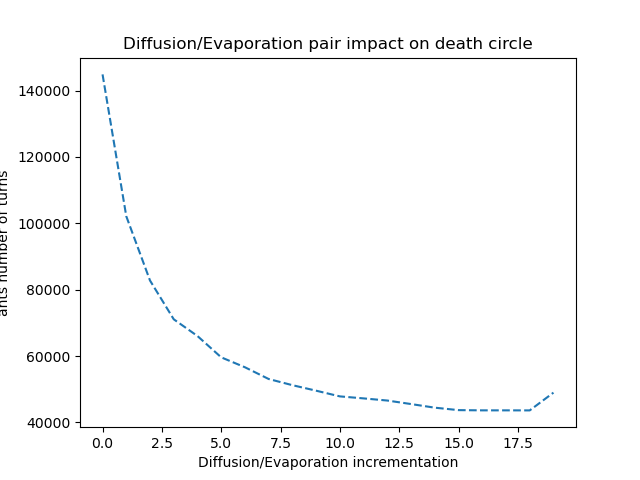 Diffusion/Evaporation pair impact on death circle
ants number of turns
140000
120000
100000
80000
60000
40000
0.0 2.5 5.0 7.5 10.0 12.5 15.0 17.5
Diffusion/Evaporation incrementation